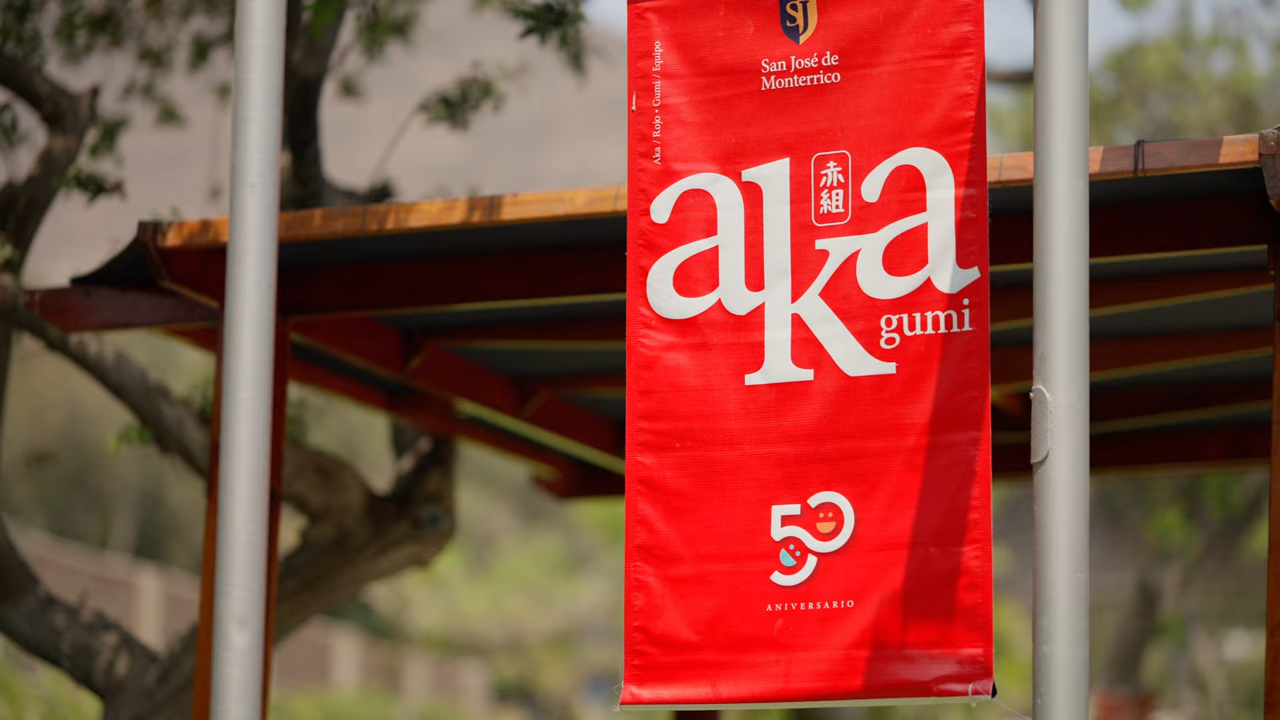 SJ
San José de
Monterrico
Aka / Rojo • Gumi / Equipo
aka
赤
組
gumi
50
ANIVERSARIO